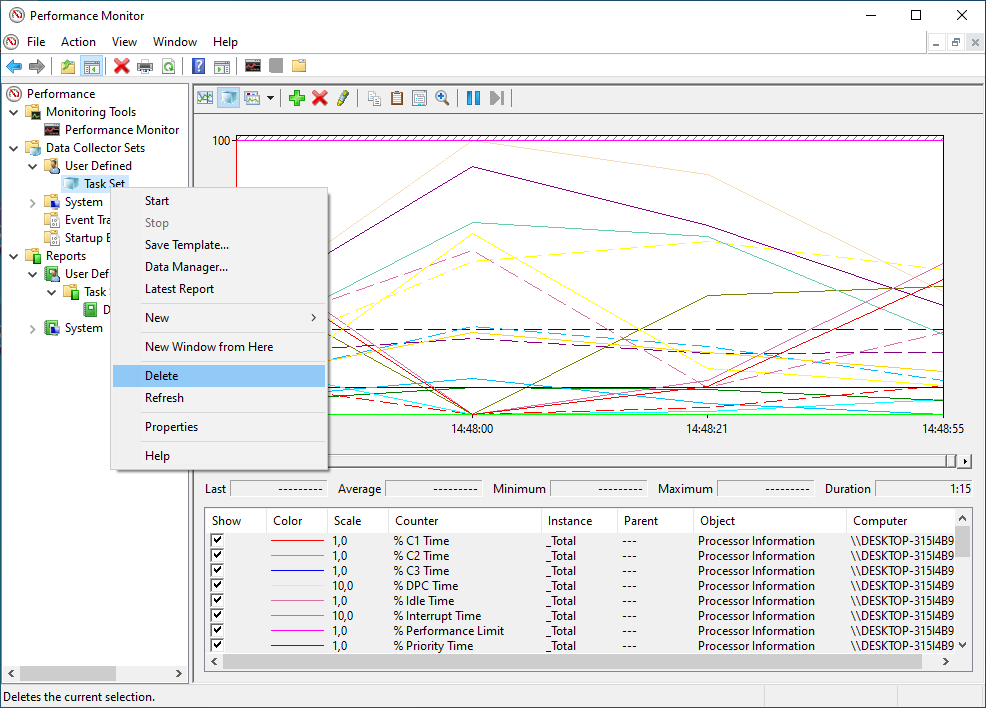 Performance Monitor
File Action View Window Help
Performance
Monitoring Tools
Performance Monitor
Data Collector Sets
User Defined
Task Set
System
Event Tra
Startup E
Reports
User Defi
Task
D
System
Start
Stop
Save Template...
Data Manager...
Latest Report
New
New Window from Here
Delete
Refresh
Properties
Help
100
14:48:00 14:48:21 14:48:55
Last --------- Average --------- Minimum --------- Maximum --------- Duration 1:15
Show Color Scale Counter Instance Parent Object Computer
1,0 % C1 Time _Total --- Processor Information \\DESKTOP-315I4B9
1,0 % C2 Time _Total --- Processor Information \\DESKTOP-315I4B9
1,0 % C3 Time _Total --- Processor Information \\DESKTOP-315I4B9
10,0 % DPC Time _Total --- Processor Information \\DESKTOP-315I4B9
1,0 % Idle Time _Total --- Processor Information \\DESKTOP-315I4B9
10,0 % Interrupt Time _Total --- Processor Information \\DESKTOP-315I4B9
1,0 % Performance Limit _Total --- Processor Information \\DESKTOP-315I4B9
1,0 % Priority Time _Total --- Processor Information \\DESKTOP-315I4B9
Deletes the current selection.